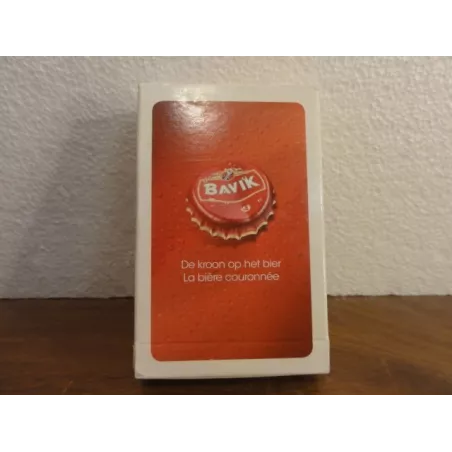 BAVIK
De kroon op het bier
La bière couronnée